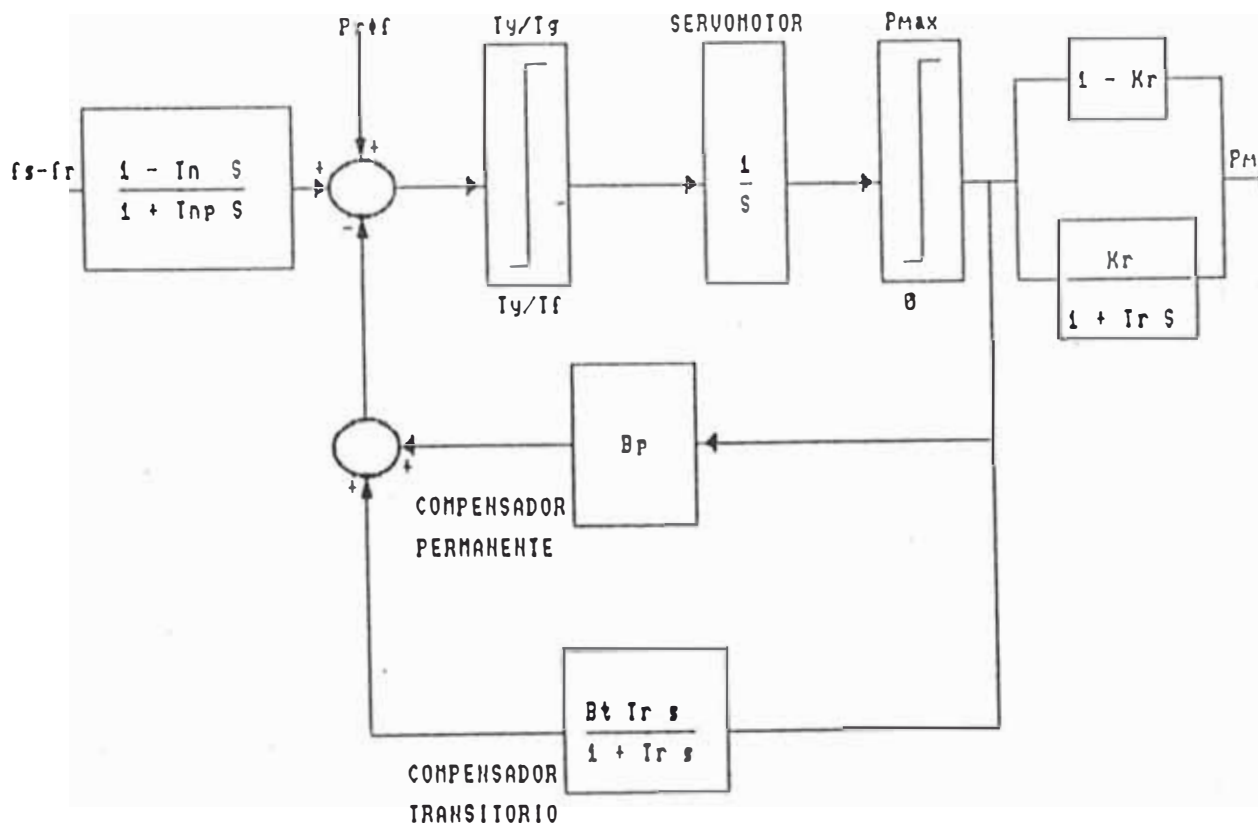 Pref
Ty/Tg
SERVOMOTOR
PMax
fs-fr
1 - Tn S
1 + Tnp S
+
+
-
1
S
1 - Kr
PM
Kr
1 + Tr S
Ty/Tf
0
Bp
+
+
COMPENSADOR
PERMANENTE
Bt Tr s
1 + Tr s
COMPENSADOR
TRANSITORIO